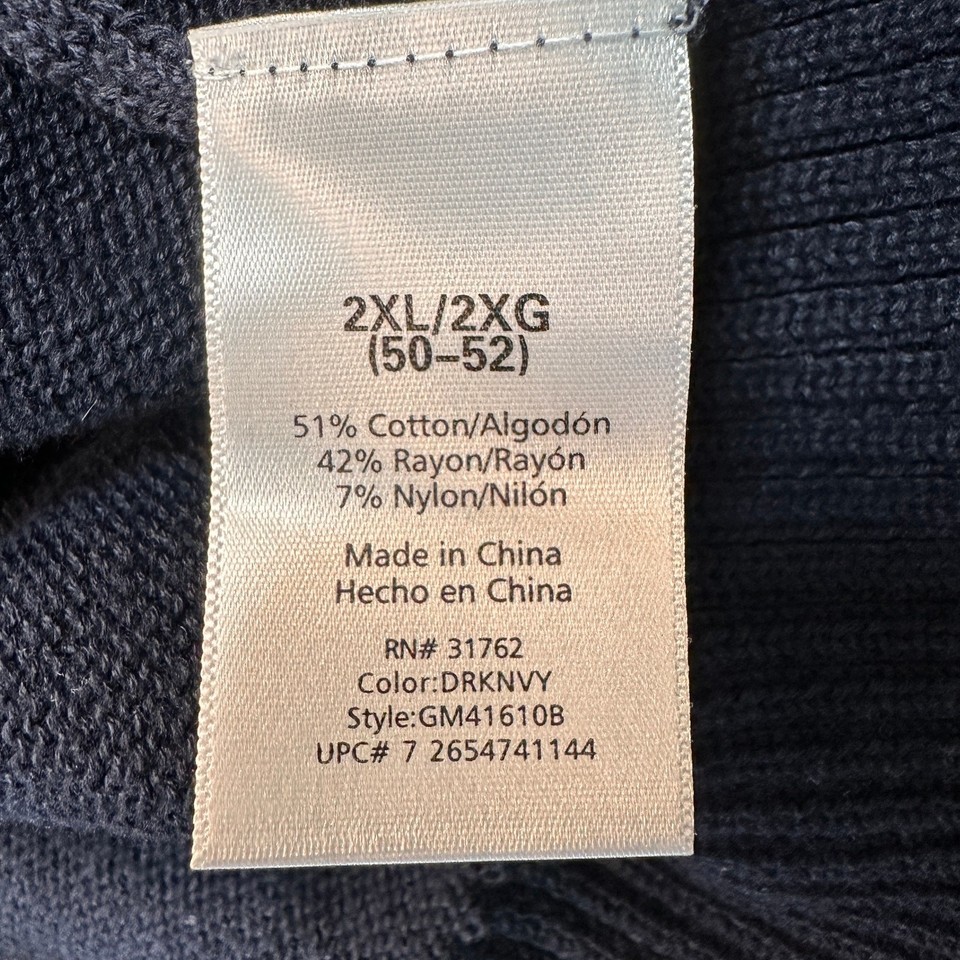 2XL/2XG
(50–52)
51% Cotton/Algodón
42% Rayon/Rayón
7% Nylon/Nilón
Made in China
Hecho en China
RN# 31762
Color:DRKNVY
Style:GM41610B
UPC# 7 2654741144